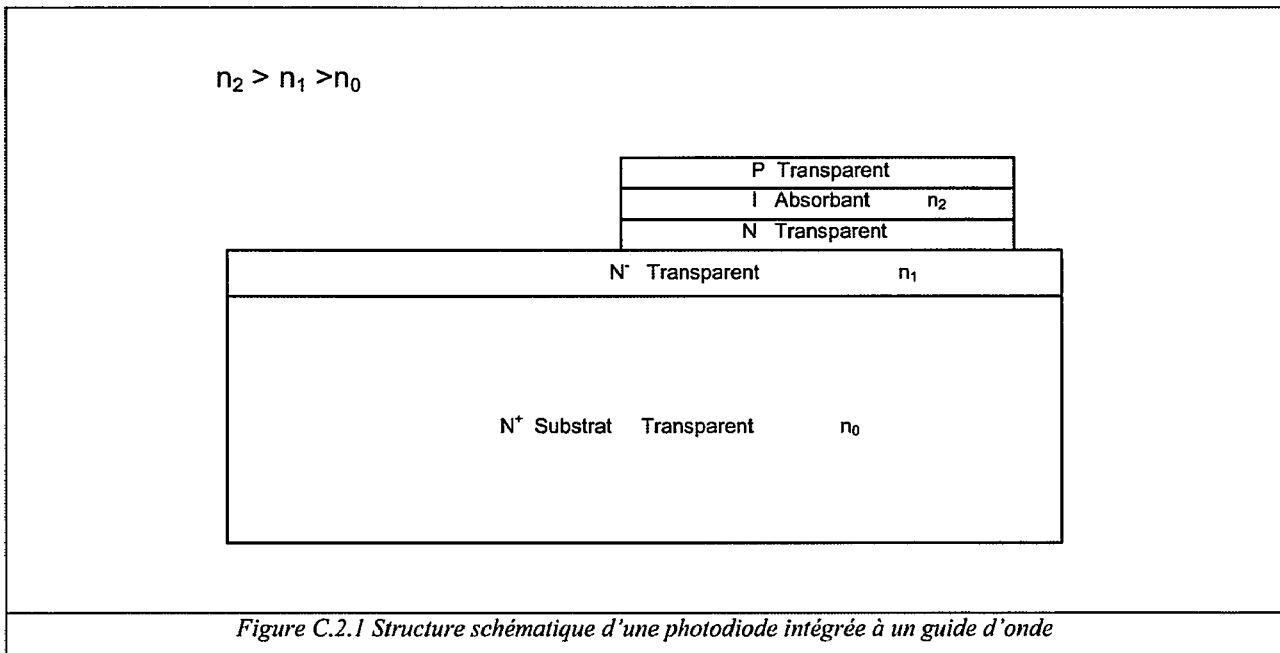 n₂ > n₁ >n₀
P Transparent
I Absorbant n₂
N Transparent
N⁻ Transparent n₁
N⁺ Substrat Transparent n₀
Figure C.2.1 Structure schématique d'une photodiode intégrée à un guide d'onde